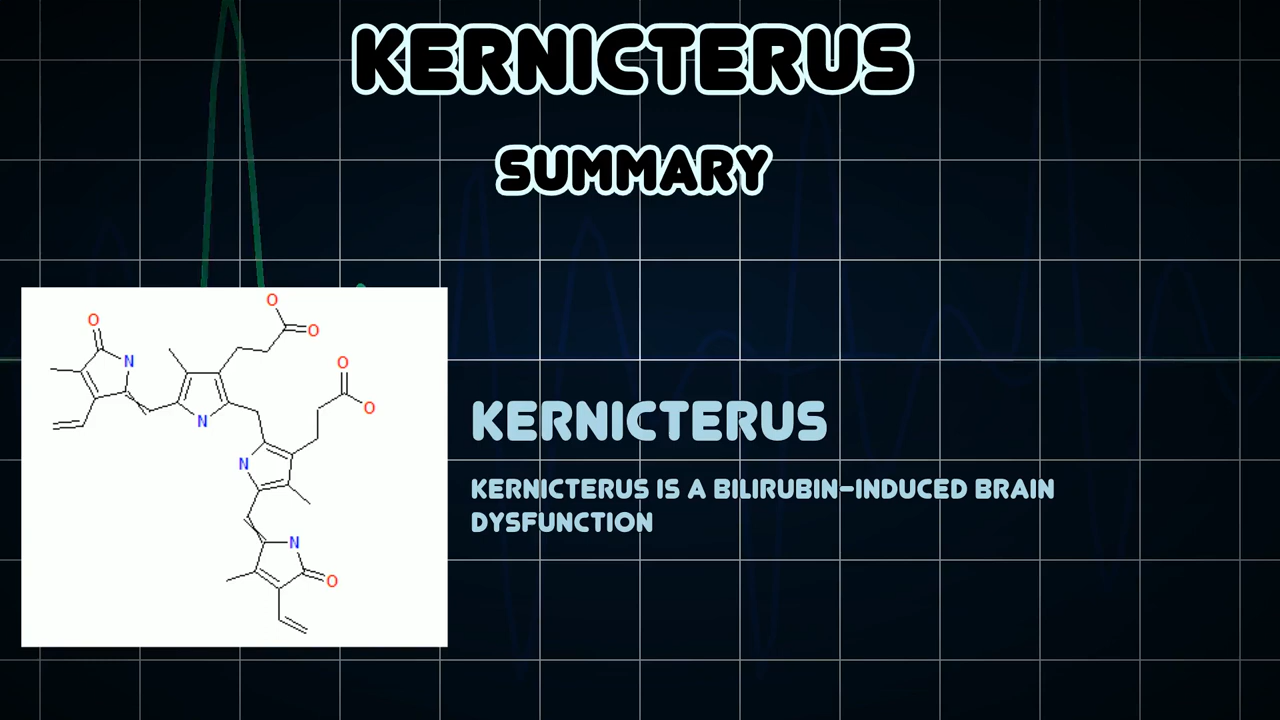 KERNICTERUS
SUMMARY
O
O
O
N
O
O
N
N
N
O
KERNICTERUS
KERNICTERUS IS A BILIRUBIN-INDUCED BRAIN
DYSFUNCTION